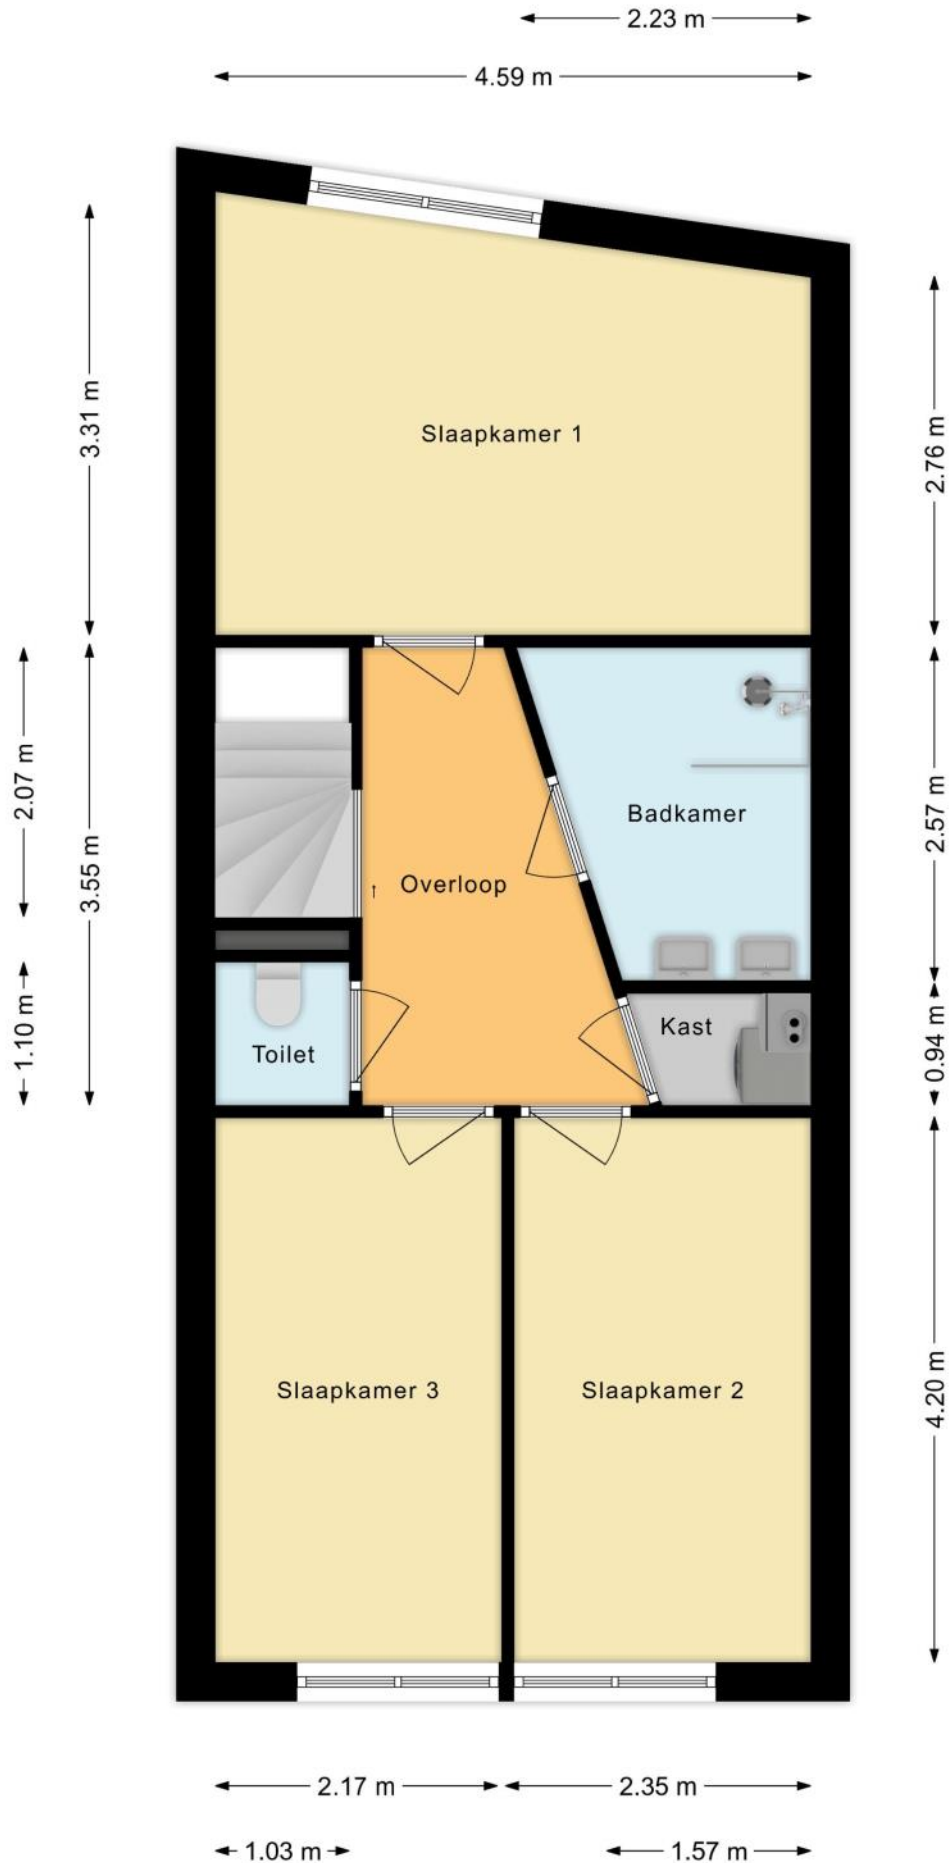 2.23 m
4.59 m
3.31 m
2.76 m
Slaapkamer 1
2.07 m
3.55 m
2.57 m
Badkamer
Overloop
1.10 m
Toilet
Kast
0.94 m
4.20 m
Slaapkamer 3
Slaapkamer 2
2.17 m
2.35 m
1.03 m
1.57 m